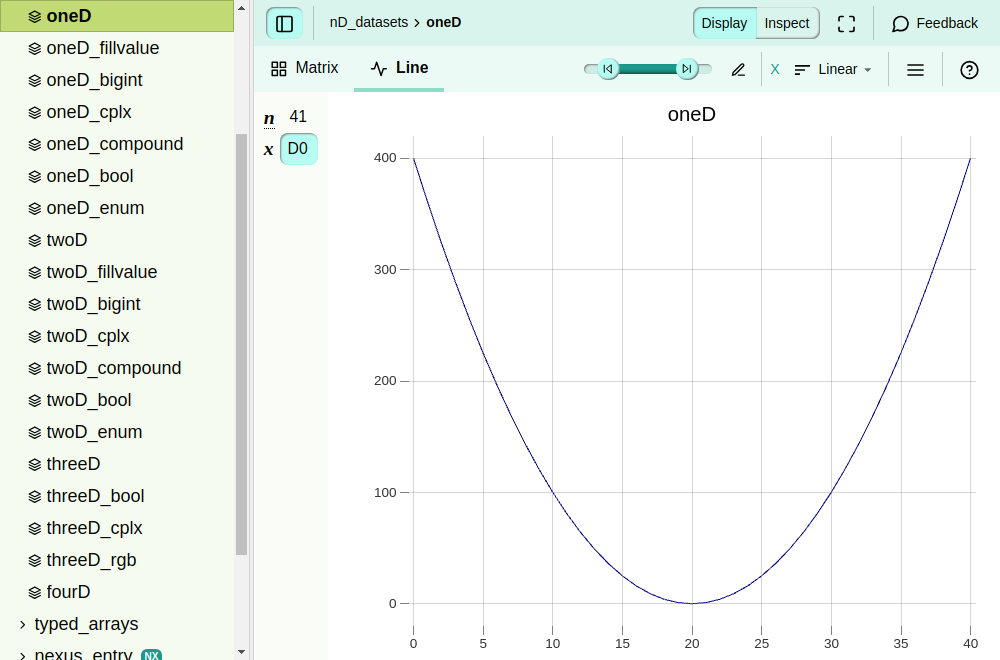 oneD
oneD_fillvalue
oneD_bigint
oneD_cplx
oneD_compound
oneD_bool
oneD_enum
twoD
twoD_fillvalue
twoD_bigint
twoD_cplx
twoD_compound
twoD_bool
twoD_enum
threeD
threeD_bool
threeD_cplx
threeD_rgb
fourD
typed_arrays
nexus_entry NX
nD_datasets › oneD
Display Inspect
Feedback
Matrix Line
X Linear
n 41
x D0
oneD
400
300
200
100
0
0 5 10 15 20 25 30 35 40